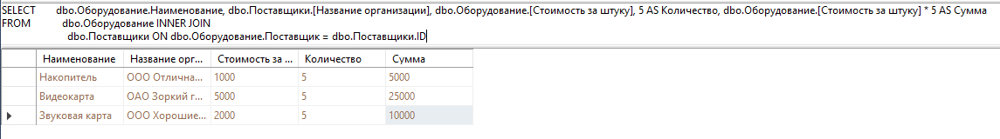 SELECT dbo.Оборудование.Наименование, dbo.Поставщики.[Название организации], dbo.Оборудование.[Стоимость за штуку], 5 AS Количество, dbo.Оборудование.[Стоимость за штуку] * 5 AS Сумма
FROM dbo.Оборудование INNER JOIN
dbo.Поставщики ON dbo.Оборудование.Поставщик = dbo.Поставщики.ID
Наименование Название орг... Стоимость за ... Количество Сумма
Накопитель ООО Отлична... 1000 5 5000
Видеокарта ОАО Зоркий г... 5000 5 25000
Звуковая карта ООО Хорошие... 2000 5 10000